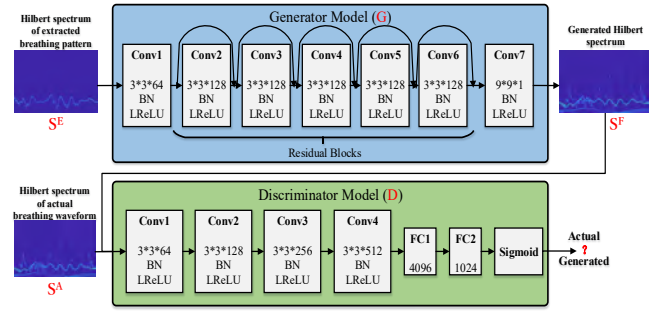 Hilbert spectrum
of extracted
breathing pattern
S^E
Generator Model (G)
Conv1
3*3*64
BN
LReLU
Conv2
3*3*128
BN
LReLU
Conv3
3*3*128
BN
LReLU
Conv4
3*3*128
BN
LReLU
Conv5
3*3*128
BN
LReLU
Conv6
3*3*128
BN
LReLU
Conv7
9*9*1
BN
LReLU
Residual Blocks
Generated Hilbert
spectrum
S^F
Hilbert spectrum
of actual
breathing waveform
S^A
Discriminator Model (D)
Conv1
3*3*64
BN
LReLU
Conv2
3*3*128
BN
LReLU
Conv3
3*3*256
BN
LReLU
Conv4
3*3*512
BN
LReLU
FC1
4096
FC2
1024
Sigmoid
Actual
?
Generated